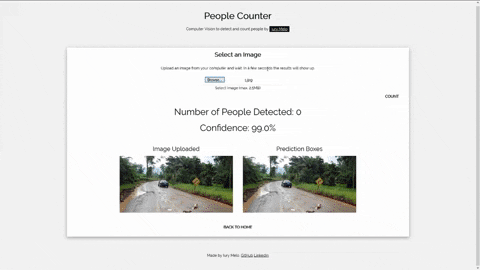 People Counter
Computer Vision to detect and count people by Iury Melo
Select an Image
Upload an image from your computer and wait. In a few seconds the results will show up.
Browse...
Select image (max. 2.5MB)
COUNT
Number of People Detected: 0
Confidence: 99.0%
Image Uploaded
Prediction Boxes
BACK TO HOME
Made by Iury Melo. GitHub LinkedIn